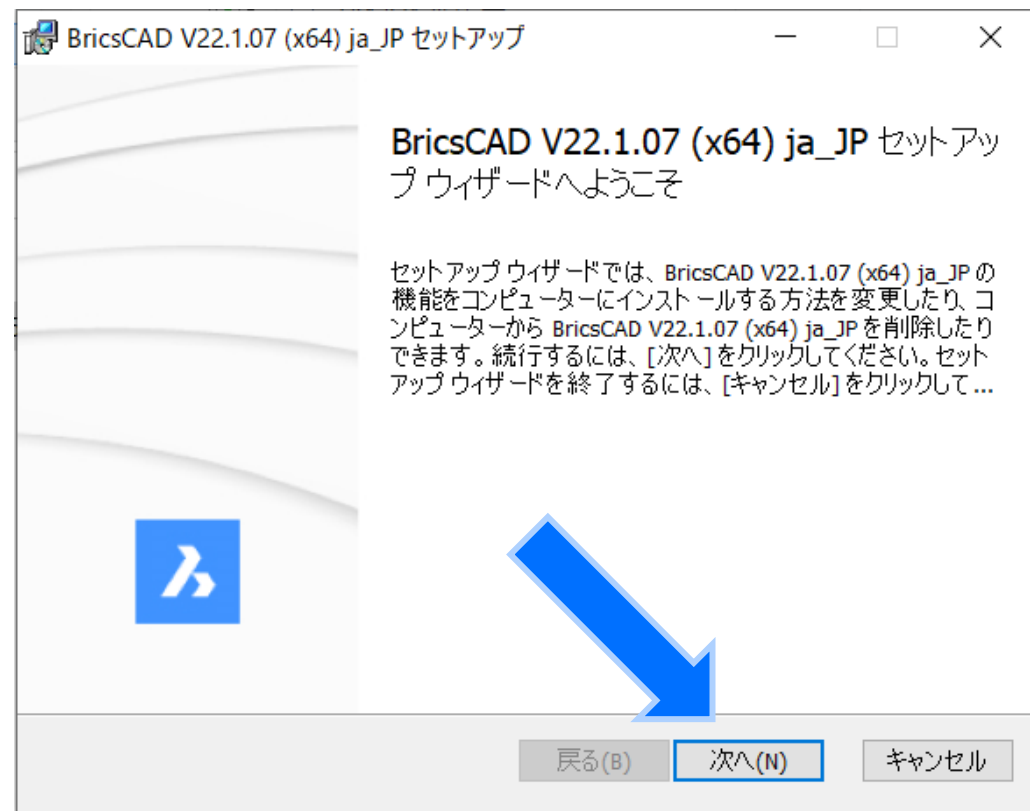 BricsCAD V22.1.07 (x64) ja_JP セットアップ
BricsCAD V22.1.07 (x64) ja_JP セットアッ
プ ウィザードへようこそ
セットアップ ウィザードでは、BricsCAD V22.1.07 (x64) ja_JP の
機能をコンピューターにインスト ールする方法を変更したり、コ
ンピューターから BricsCAD V22.1.07 (x64) ja_JP を削除したり
できます。続行するには、[次へ] をクリックしてください。セット
アップ ウィザードを終了するには、[キャンセル] をクリックして...
戻る(B) 次へ(N) キャンセル